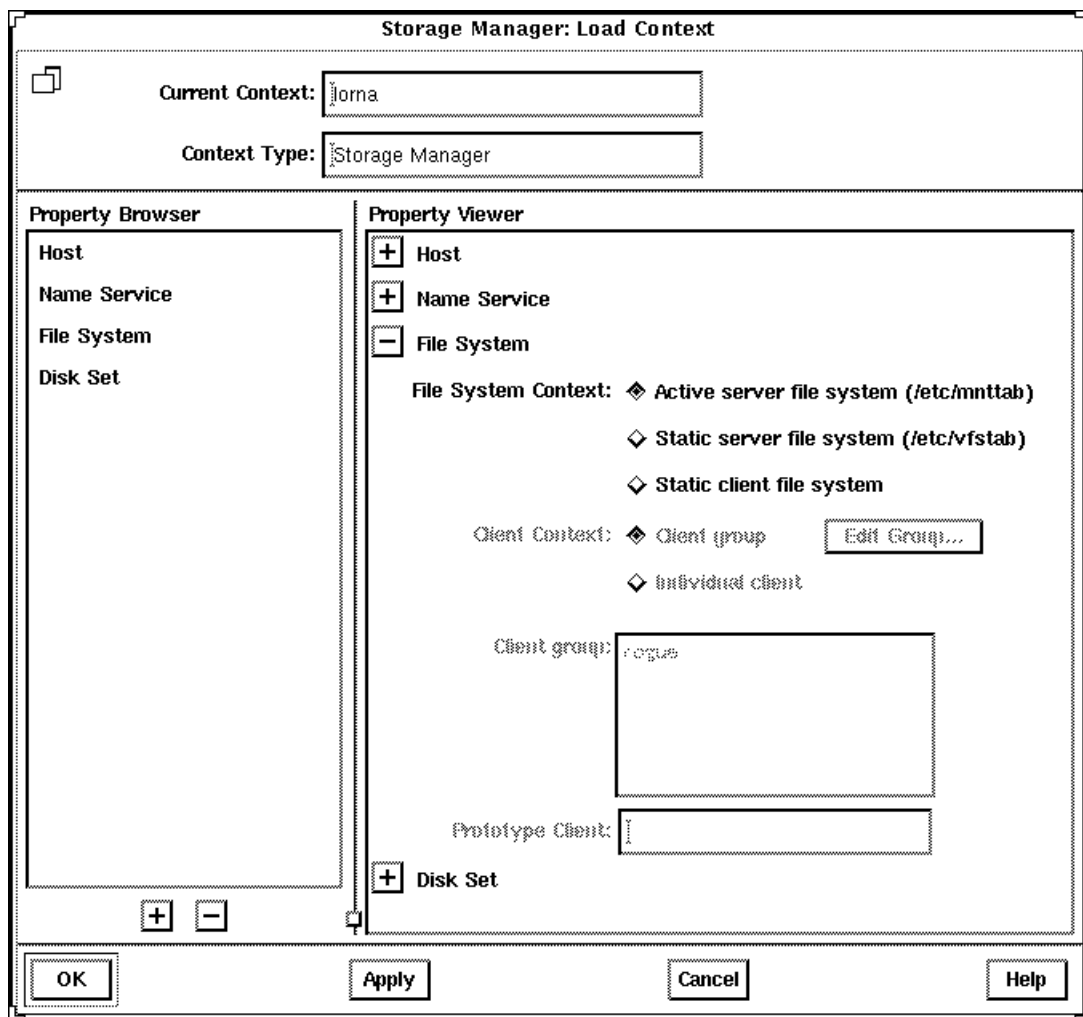 Storage Manager: Load Context
Current Context: lorna
Context Type: Storage Manager
Property Browser
Host
Name Service
File System
Disk Set
Property Viewer
Host
Name Service
File System
File System Context: Active server file system (/etc/mnttab)
Static server file system (/etc/vfstab)
Static client file system
Client Context: Client group Edit Group...
Individual client
Client group: rogue
Prototype Client:
Disk Set
OK Apply Cancel Help